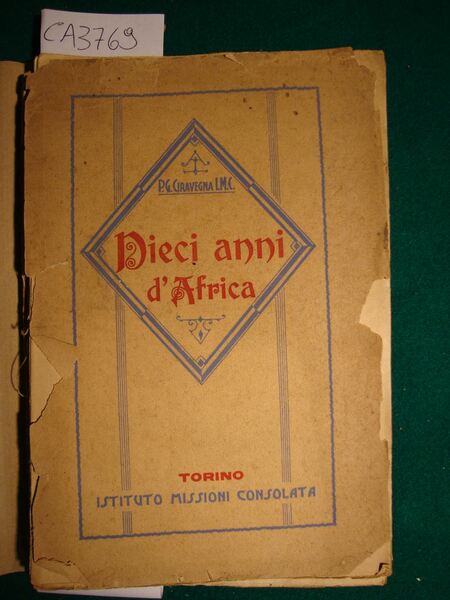 CA3769
P.G. CIRAVEGNA I.M.C.
Dieci anni
d'Africa
TORINO
ISTITUTO MISSIONI CONSOLATA